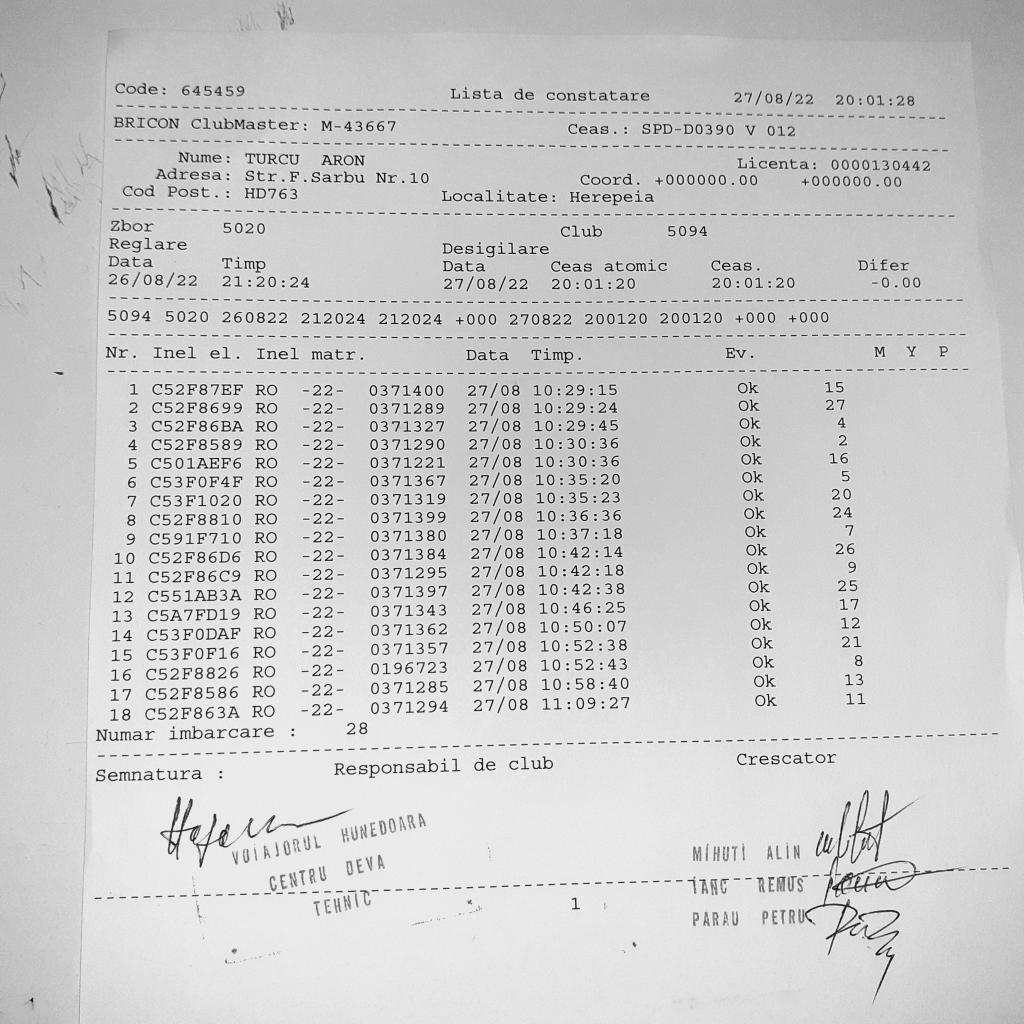 Code: 645459 Lista de constatare 27/08/22 20:01:28
BRICON ClubMaster: M-43667 Ceas.: SPD-D0390 V 012
Nume: TURCU ARON Licenta: 0000130442
Adresa: Str.F.Sarbu Nr.10 Coord. +000000.00 +000000.00
Cod Post.: HD763 Localitate: Herepeia
Zbor 5020 Club 5094
Reglare Desigilare
Data Timp Data Ceas atomic Ceas. Difer
26/08/22 21:20:24 27/08/22 20:01:20 20:01:20 -0.00
5094 5020 260822 212024 212024 +000 270822 200120 200120 +000 +000
Nr. Inel el. Inel matr. Data Timp. Ev. M Y P
1 C52F87EF RO -22- 0371400 27/08 10:29:15 Ok 15
2 C52F8699 RO -22- 0371289 27/08 10:29:24 Ok 27
3 C52F86BA RO -22- 0371327 27/08 10:29:45 Ok 4
4 C52F8589 RO -22- 0371290 27/08 10:30:36 Ok 2
5 C501AEF6 RO -22- 0371221 27/08 10:30:36 Ok 16
6 C53F0F4F RO -22- 0371367 27/08 10:35:20 Ok 5
7 C53F1020 RO -22- 0371319 27/08 10:35:23 Ok 20
8 C52F8810 RO -22- 0371399 27/08 10:36:36 Ok 24
9 C591F710 RO -22- 0371380 27/08 10:37:18 Ok 7
10 C52F86D6 RO -22- 0371384 27/08 10:42:14 Ok 26
11 C52F86C9 RO -22- 0371295 27/08 10:42:18 Ok 9
12 C551AB3A RO -22- 0371397 27/08 10:42:38 Ok 25
13 C5A7FD19 RO -22- 0371343 27/08 10:46:25 Ok 17
14 C53F0DAF RO -22- 0371362 27/08 10:50:07 Ok 12
15 C53F0F16 RO -22- 0371357 27/08 10:52:38 Ok 21
16 C52F8826 RO -22- 0196723 27/08 10:52:43 Ok 8
17 C52F8586 RO -22- 0371285 27/08 10:58:40 Ok 13
18 C52F863A RO -22- 0371294 27/08 11:09:27 Ok 11
Numar imbarcare : 28
Semnatura : Responsabil de club Crescator
VOIAJORUL HUNEDOARA
CENTRU DEVA
TEHNIC
MIHUTI ALIN
IANC REMUS
PARAU PETRU
1